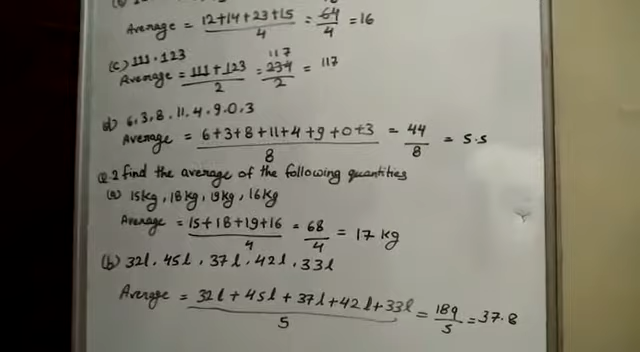 Average = 12+14+23+15 / 4 = 64 / 4 = 16
(c) 111, 123
Average = 111+123 / 2 = 234 / 2 = 117
117
(d) 6, 3, 8, 11, 4, 9, 0, 3
Average = 6+3+8+11+4+9+0+3 / 8 = 44 / 8 = 5.5
Q.2 find the average of the following quantities
(a) 15kg, 18kg, 19kg, 16kg
Average = 15+18+19+16 / 4 = 68 / 4 = 17 kg
(b) 32l, 45l, 37l, 42l, 33l
Average = 32l+45l+37l+42l+33l / 5 = 189 / 5 = 37.8